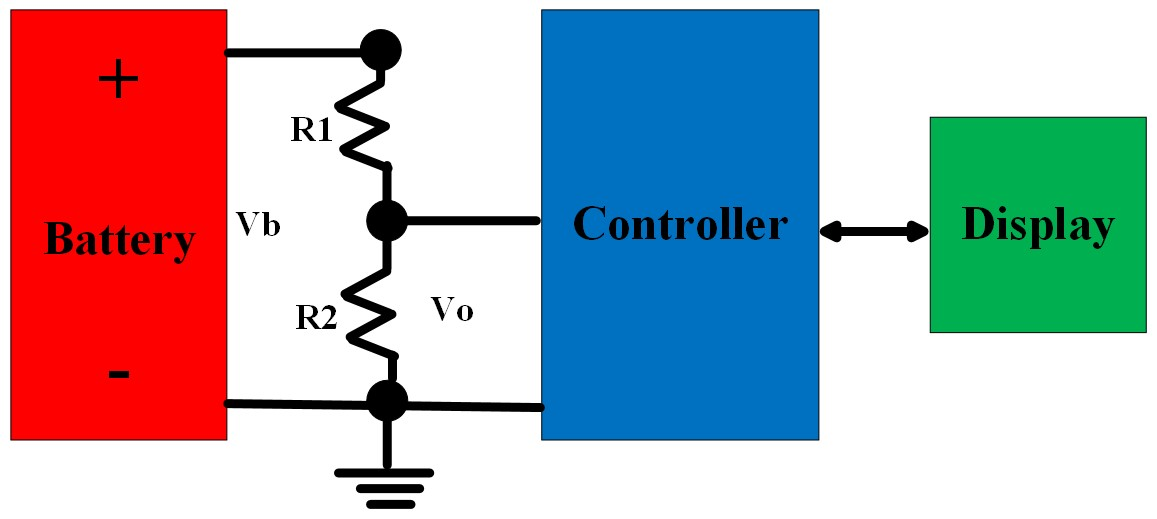 +
Battery
-
Vb
R1
R2
Vo
Controller
Display